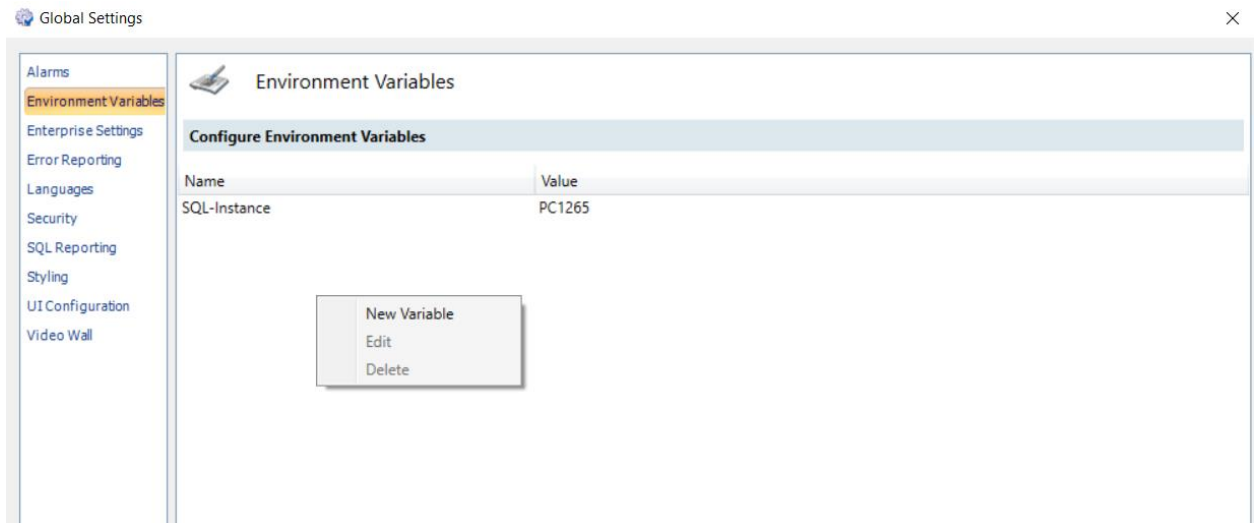 Global Settings
Alarms
Environment Variables
Enterprise Settings
Error Reporting
Languages
Security
SQL Reporting
Styling
UI Configuration
Video Wall
Environment Variables
Configure Environment Variables
Name Value
SQL-Instance PC1265
New Variable
Edit
Delete